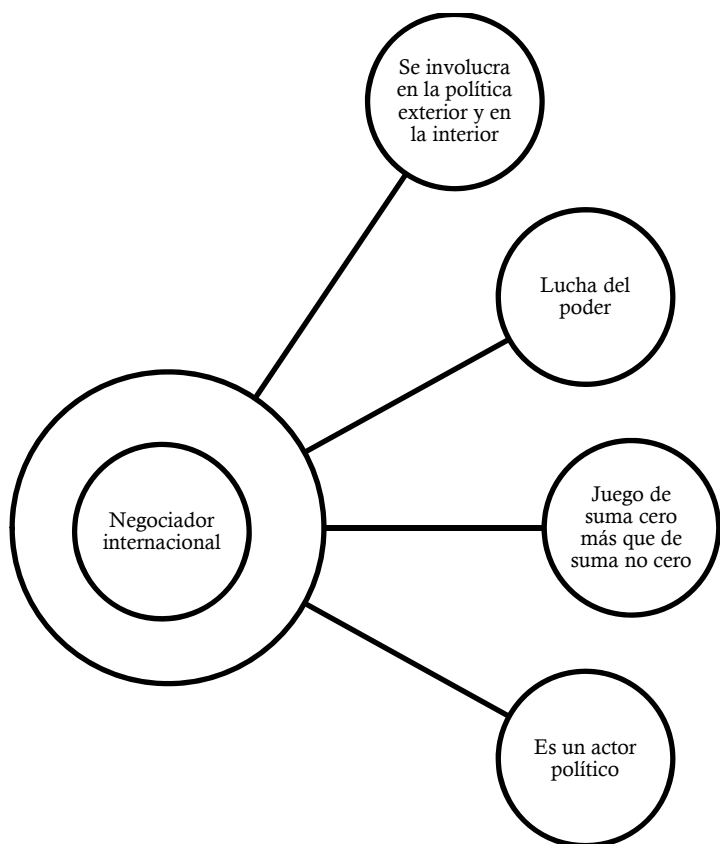 Se involucra
en la política
exterior y en
la interior
Lucha del
poder
Negociador
internacional
Juego de
suma cero
más que de
suma no cero
Es un actor
político